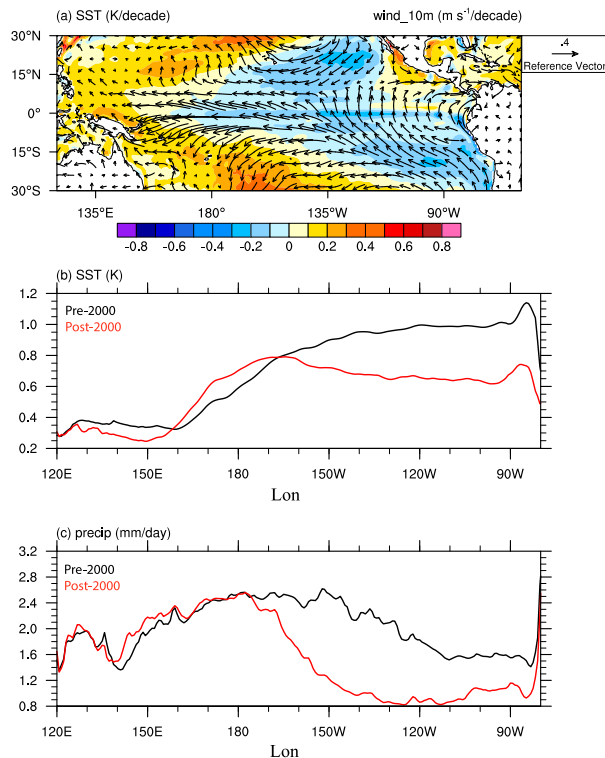 (a) SST (K/decade) wind_10m (m s⁻¹/decade)
.4
Reference Vector
30°N
15°N
0°
15°S
30°S
135°E 180° 135°W 90°W
-0.8 -0.6 -0.4 -0.2 0 0.2 0.4 0.6 0.8
(b) SST (K)
Pre-2000
Post-2000
1.2
1.0
0.8
0.6
0.4
0.2
120E 150E 180 150W 120W 90W
Lon
(c) precip (mm/day)
Pre-2000
Post-2000
3.2
2.8
2.4
2.0
1.6
1.2
0.8
120E 150E 180 150W 120W 90W
Lon